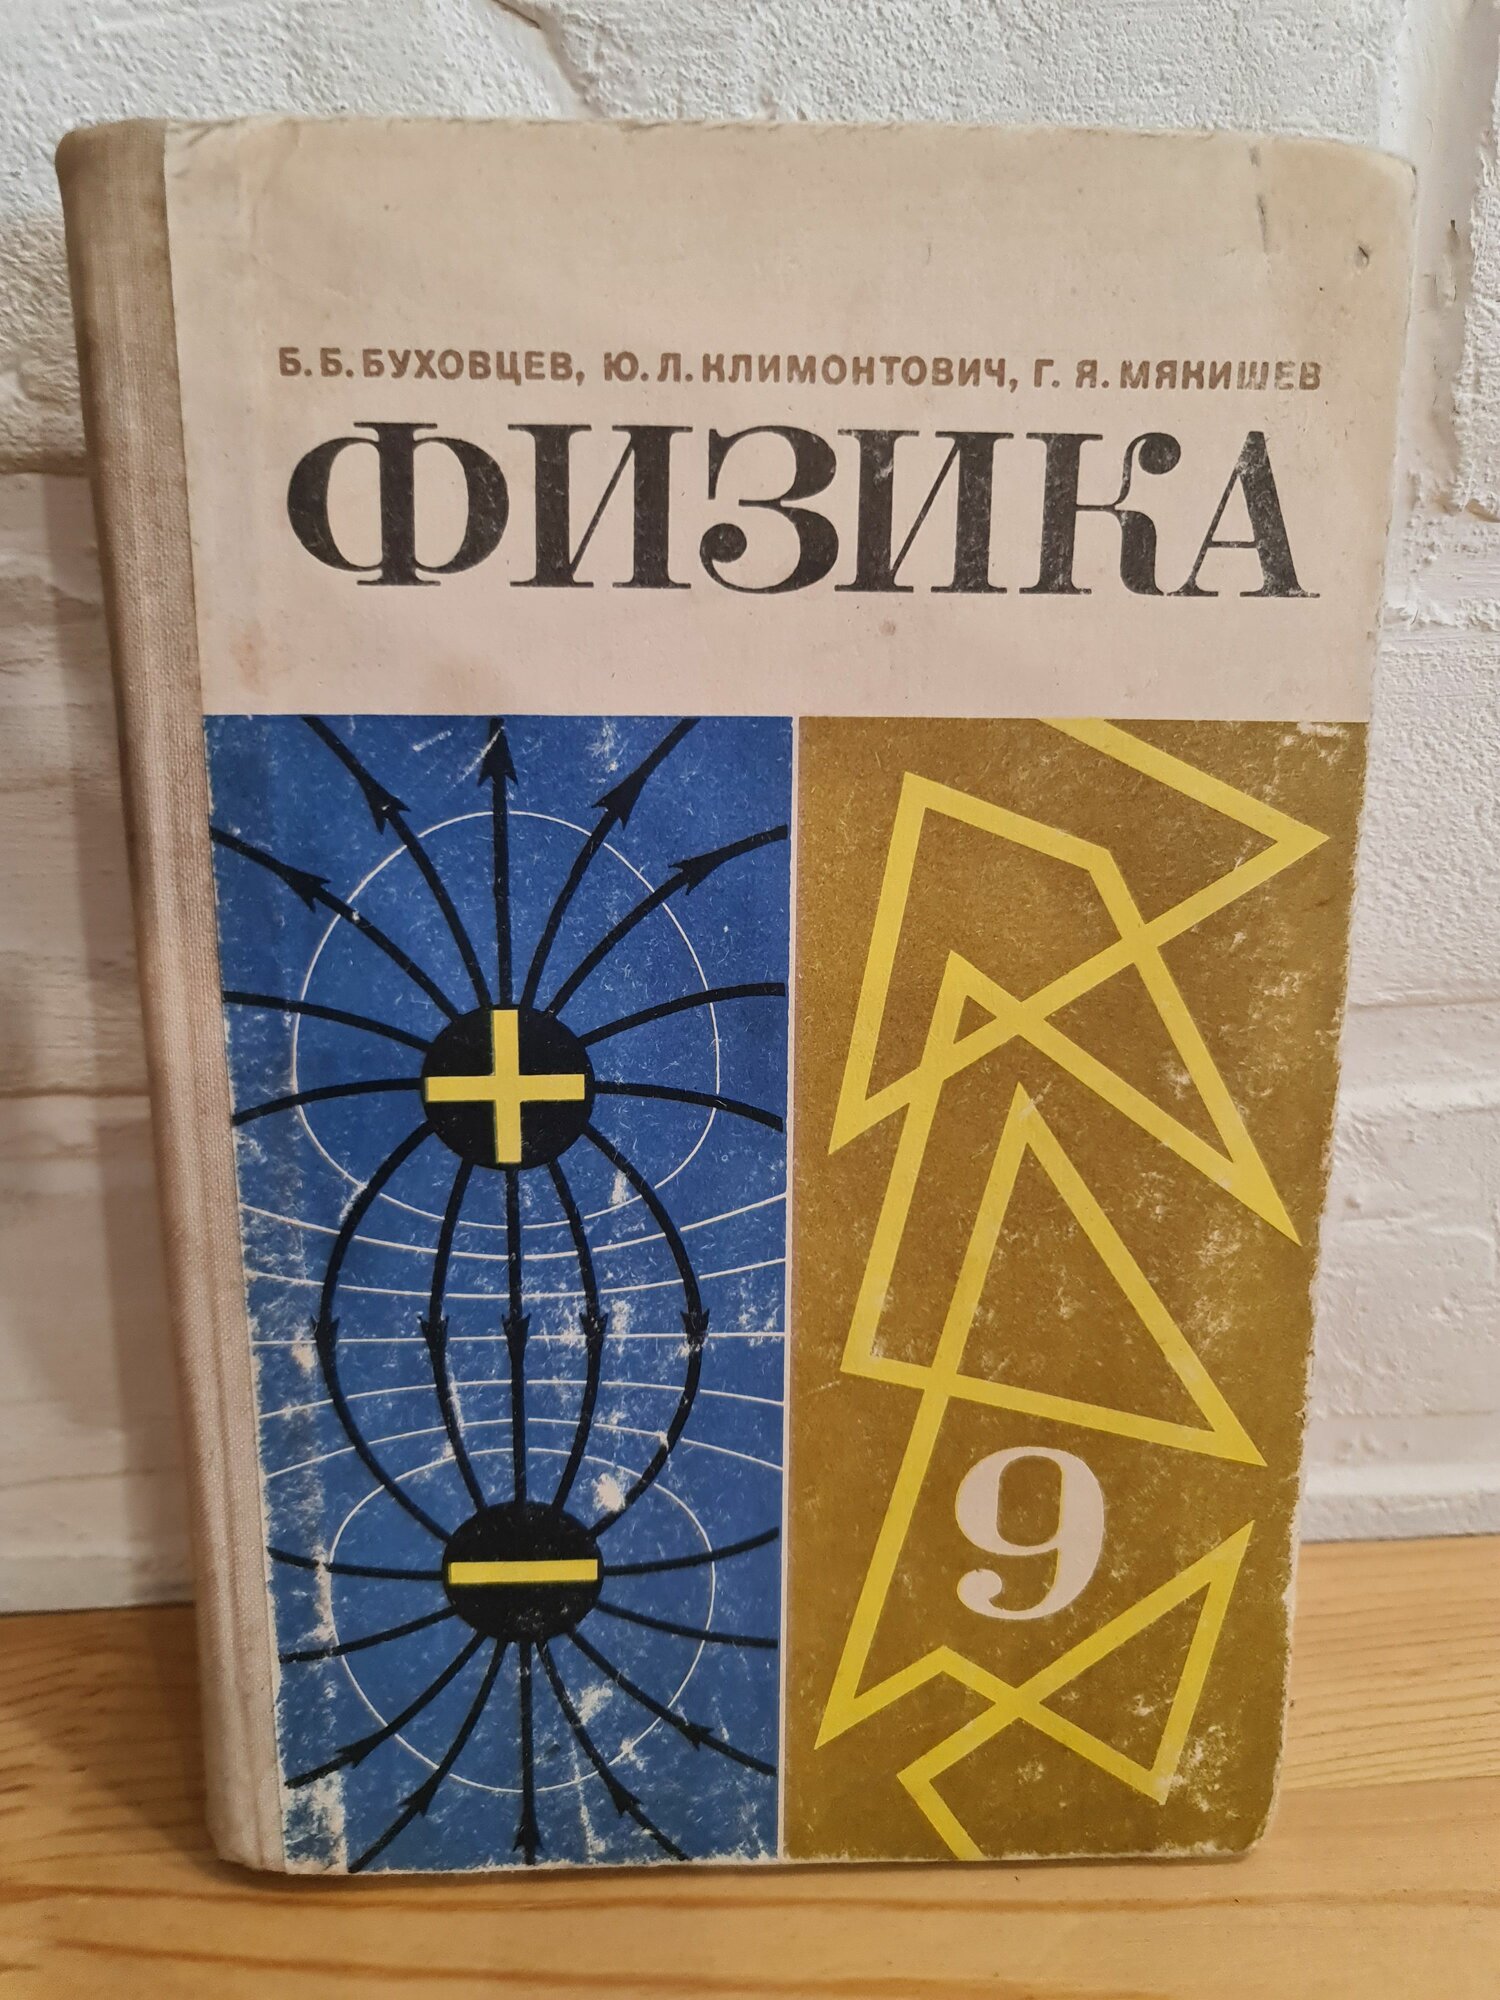 Б. Б. БУХОВЦЕВ, Ю. Л. КЛИМОНТОВИЧ, Г. Я. МЯКИШЕВ
ФИЗИКА
+
−
9